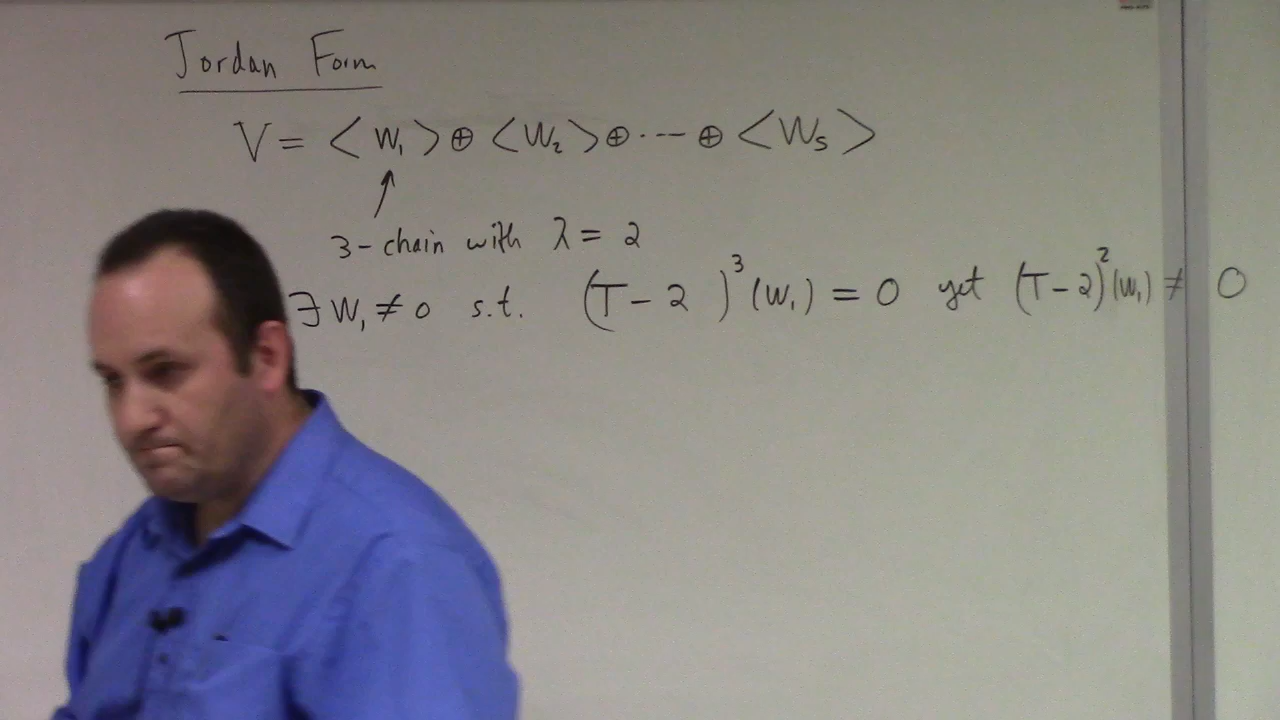 Jordan Form
V = < W₁ > ⊕ < W₂ > ⊕ ··· ⊕ < W₅ >
↑
3-chain with λ = 2
∃ W₁ ≠ 0 s.t. (T - 2 )³ (W₁) = 0 yet (T - 2)² (W₁) ≠ 0